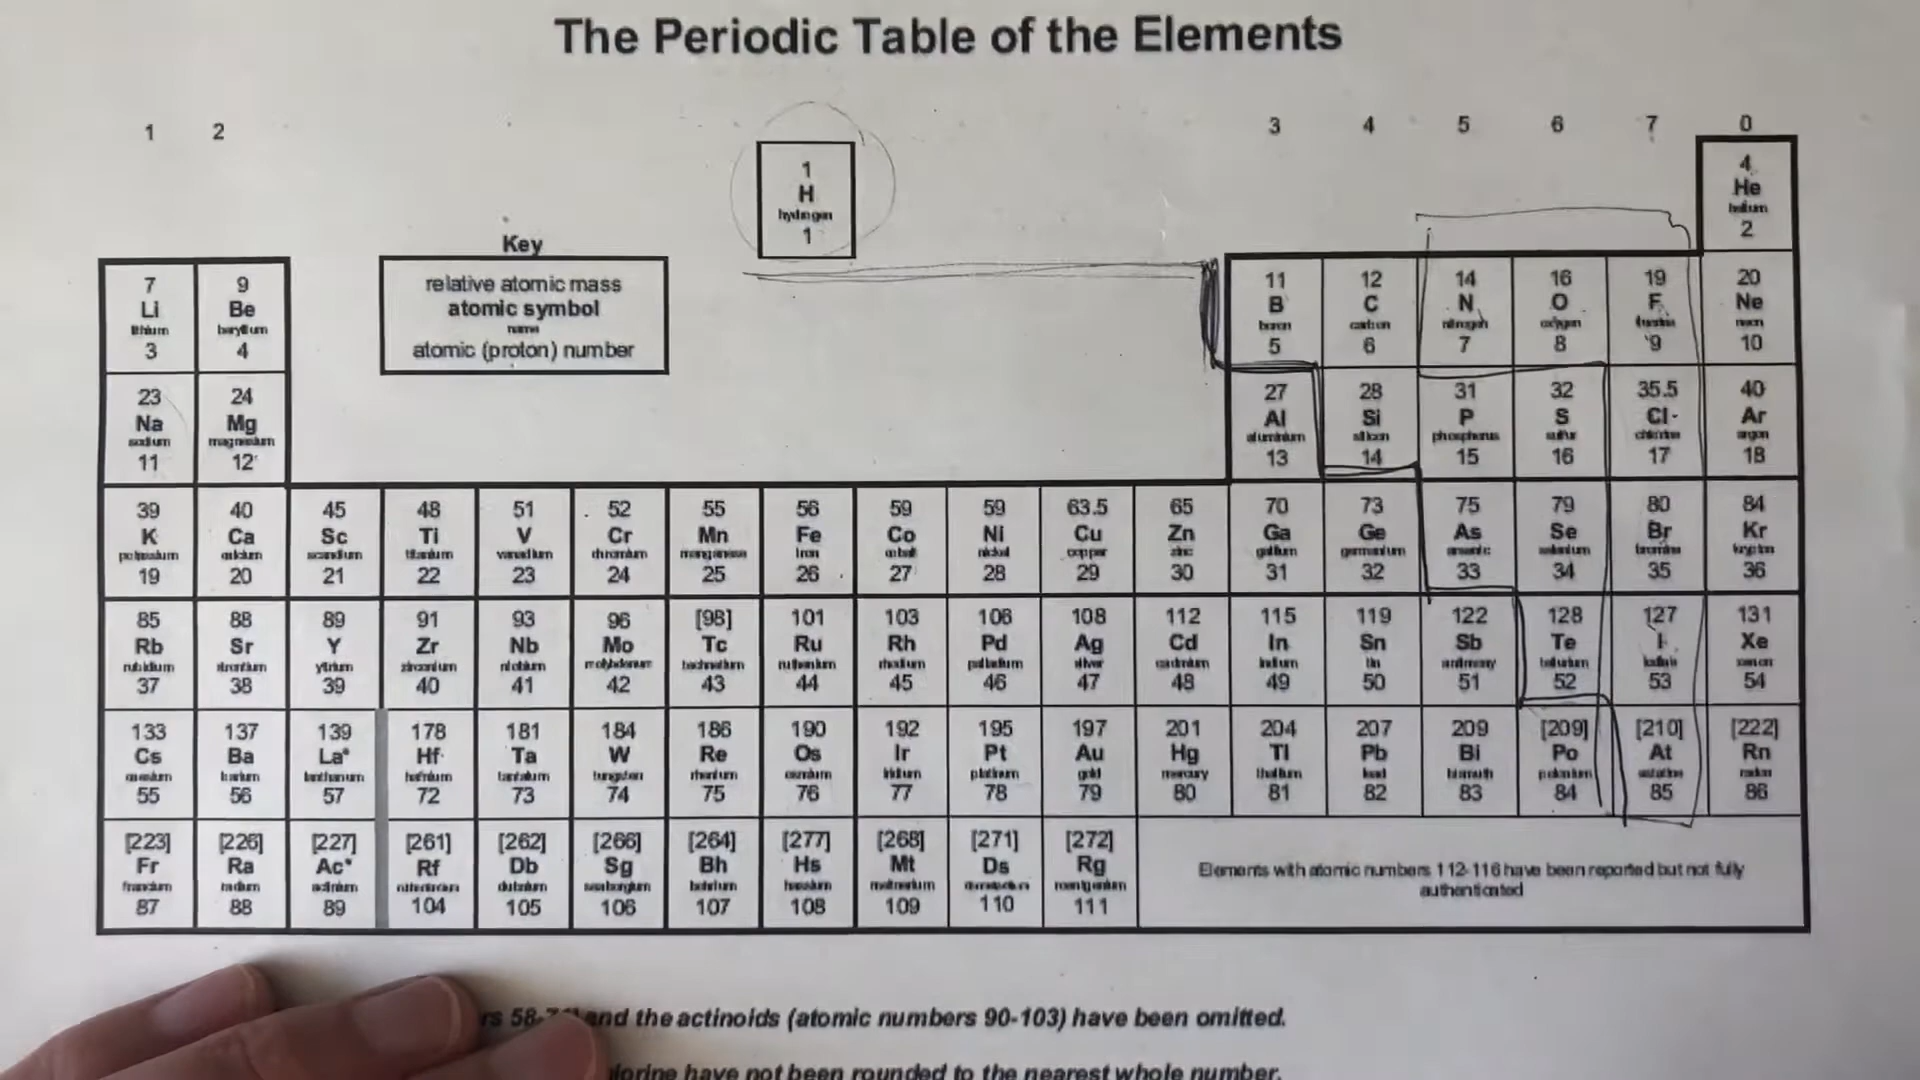 The Periodic Table of the Elements
1 2 3 4 5 6 7 0
1 4
H He
hydrogen helium
1 2
Key
relative atomic mass
atomic symbol
name
atomic (proton) number
7 9 11 12 14 16 19 20
Li Be B C N O F Ne
lithium beryllium boron carbon nitrogen oxygen fluorine neon
3 4 5 6 7 8 9 10
23 24 27 28 31 32 35.5 40
Na Mg Al Si P S Cl Ar
sodium magnesium aluminium silicon phosphorus sulfur chlorine argon
11 12 13 14 15 16 17 18
39 40 45 48 51 52 55 56 59 59 63.5 65 70 73 75 79 80 84
K Ca Sc Ti V Cr Mn Fe Co Ni Cu Zn Ga Ge As Se Br Kr
potassium calcium scandium titanium vanadium chromium manganese iron cobalt nickel copper zinc gallium germanium arsenic selenium bromine krypton
19 20 21 22 23 24 25 26 27 28 29 30 31 32 33 34 35 36
85 88 89 91 93 96 [98] 101 103 106 108 112 115 119 122 128 127 131
Rb Sr Y Zr Nb Mo Tc Ru Rh Pd Ag Cd In Sn Sb Te I Xe
rubidium strontium yttrium zirconium niobium molybdenum technetium ruthenium rhodium palladium silver cadmium indium tin antimony tellurium iodine xenon
37 38 39 40 41 42 43 44 45 46 47 48 49 50 51 52 53 54
133 137 139 178 181 184 186 190 192 195 197 201 204 207 209 [209] [210] [222]
Cs Ba La* Hf Ta W Re Os Ir Pt Au Hg Tl Pb Bi Po At Rn
caesium barium lanthanum hafnium tantalum tungsten rhenium osmium iridium platinum gold mercury thallium lead bismuth polonium astatine radon
55 56 57 72 73 74 75 76 77 78 79 80 81 82 83 84 85 86
[223] [226] [227] [261] [262] [266] [264] [277] [268] [271] [272]
Fr Ra Ac* Rf Db Sg Bh Hs Mt Ds Rg
francium radium actinium rutherfordium dubnium seaborgium bohrium hassium meitnerium darmstadtium roentgenium
87 88 89 104 105 106 107 108 109 110 111
Elements with atomic numbers 112-116 have been reported but not fully
authenticated
and the actinoids (atomic numbers 90-103) have been omitted.
have not been rounded to the nearest whole number.